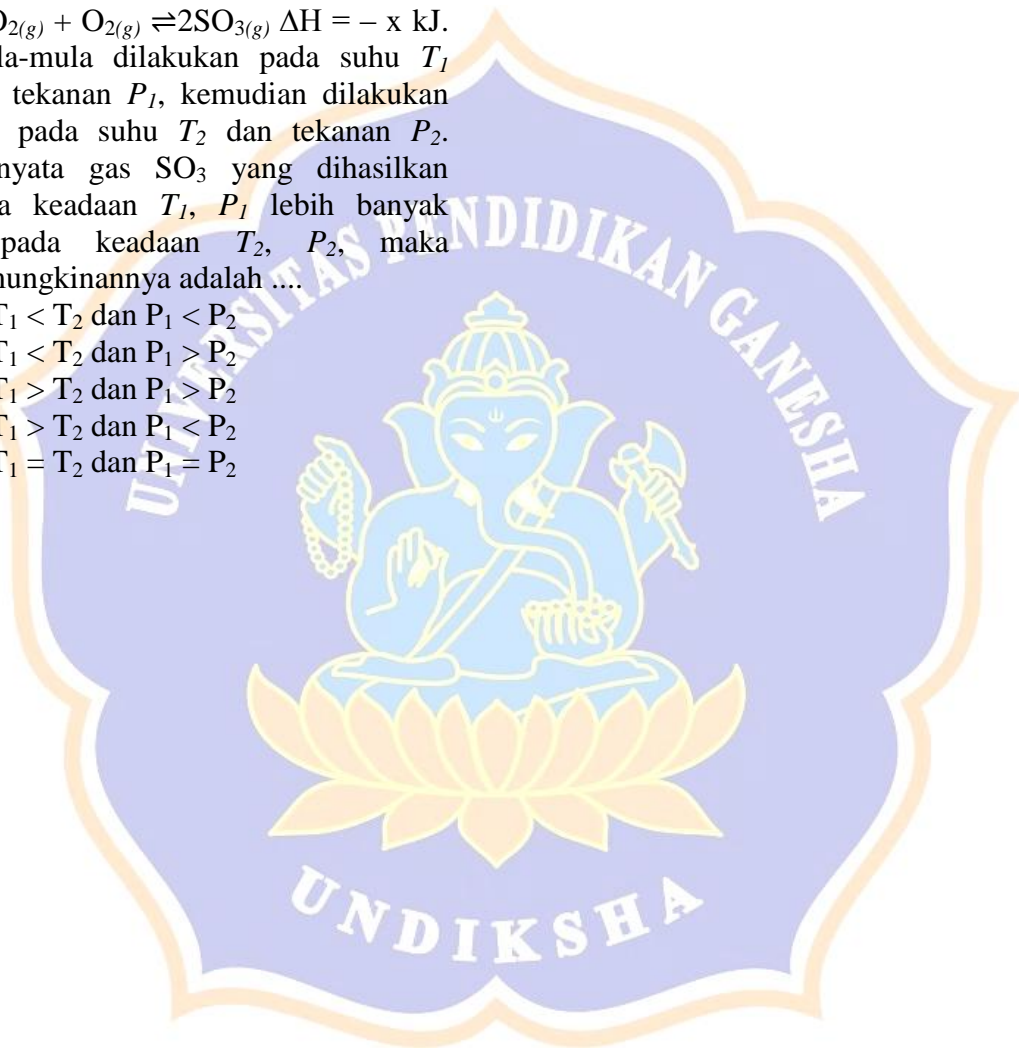 O₂₍g₎ + O₂₍g₎ ⇌2SO₃₍g₎ ΔH = – x kJ.
la-mula dilakukan pada suhu T₁
tekanan P₁, kemudian dilakukan
pada suhu T₂ dan tekanan P₂.
nyata gas SO₃ yang dihasilkan
a keadaan T₁, P₁ lebih banyak
pada keadaan T₂, P₂, maka
nungkinannya adalah ....
T₁ < T₂ dan P₁ < P₂
T₁ < T₂ dan P₁ > P₂
T₁ > T₂ dan P₁ > P₂
T₁ > T₂ dan P₁ < P₂
T₁ = T₂ dan P₁ = P₂
UNIVERSITAS PENDIDIKAN GANESHA
UNDIKSHA